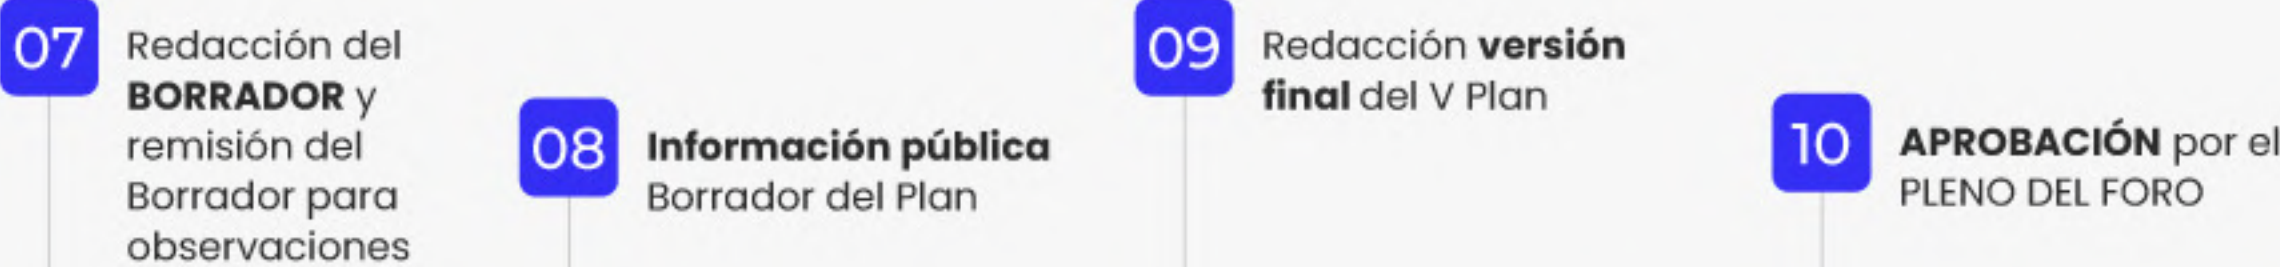 07
Redacción del
BORRADOR y
remisión del
Borrador para
observaciones
08
Información pública
Borrador del Plan
09
Redacción versión
final del V Plan
10
APROBACIÓN por el
PLENO DEL FORO